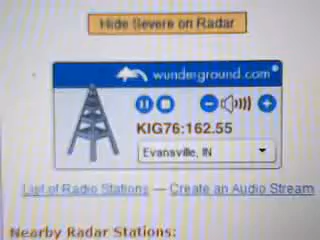 Hide Severe on Radar
wunderground.com
KIG76:162.55
Evansville, IN
List of Radio Stations — Create an Audio Stream
Nearby Radar Stations: